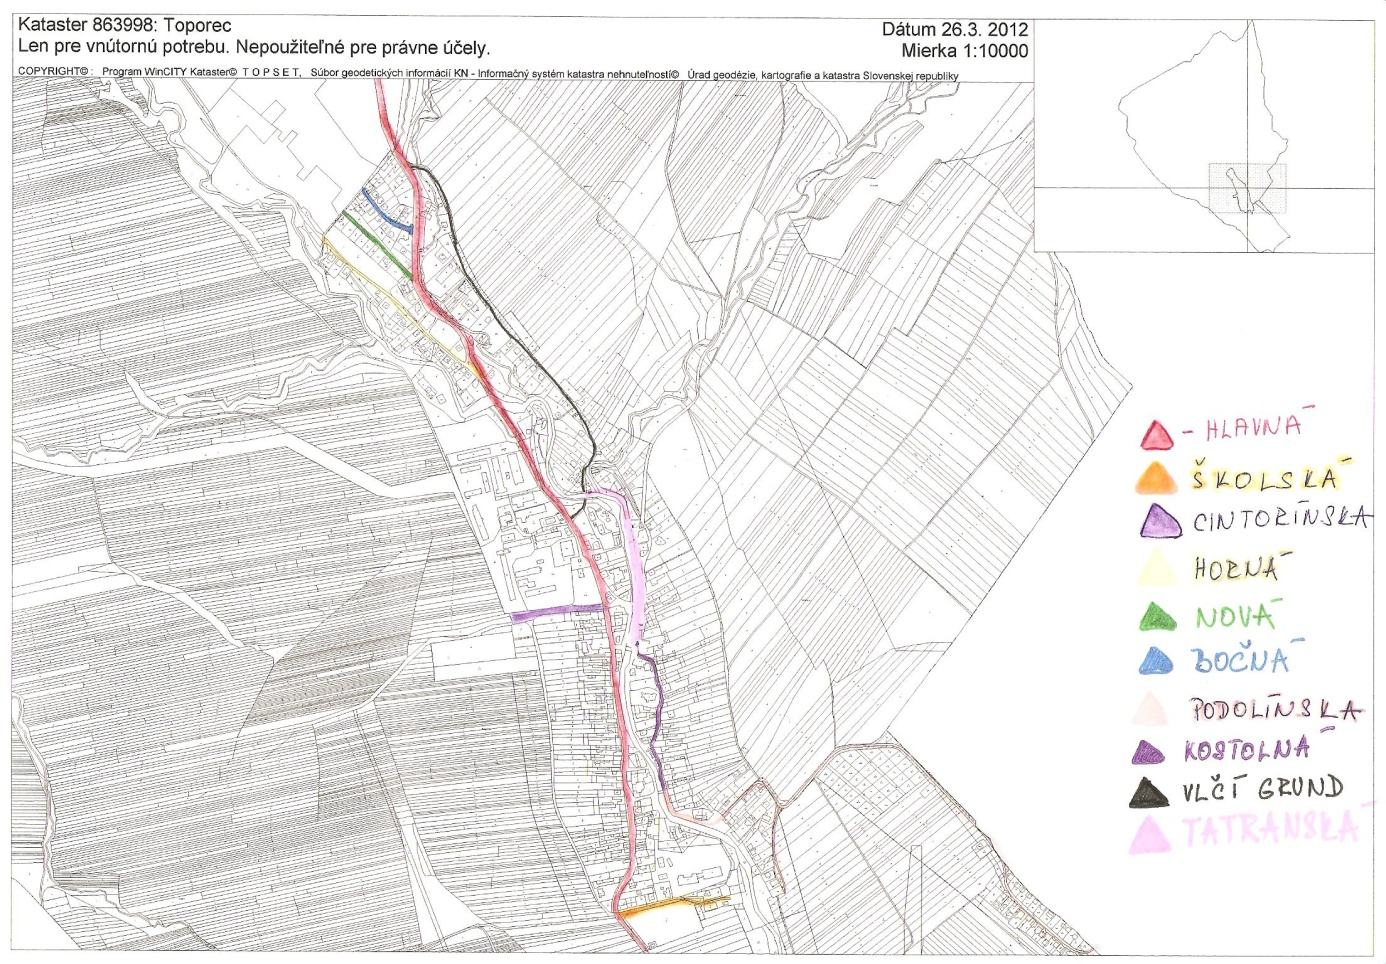 Kataster 863998: Toporec
Len pre vnútornú potrebu. Nepoužiteľné pre právne účely.
Dátum 26.3. 2012
Mierka 1:10000
COPYRIGHT© : Program WinCITY Kataster© T O P S E T, Súbor geodetických informácií KN - Informačný systém katastra nehnuteľností© Úrad geodézie, kartografie a katastra Slovenskej republiky
- HLAVNÁ
ŠKOLSKÁ
CINTORÍNSKA
HORNÁ
NOVÁ
BOČNÁ
PODOLÍNSKA
KOSTOLNÁ
VLČÍ GRUND
TATRANSKÁ